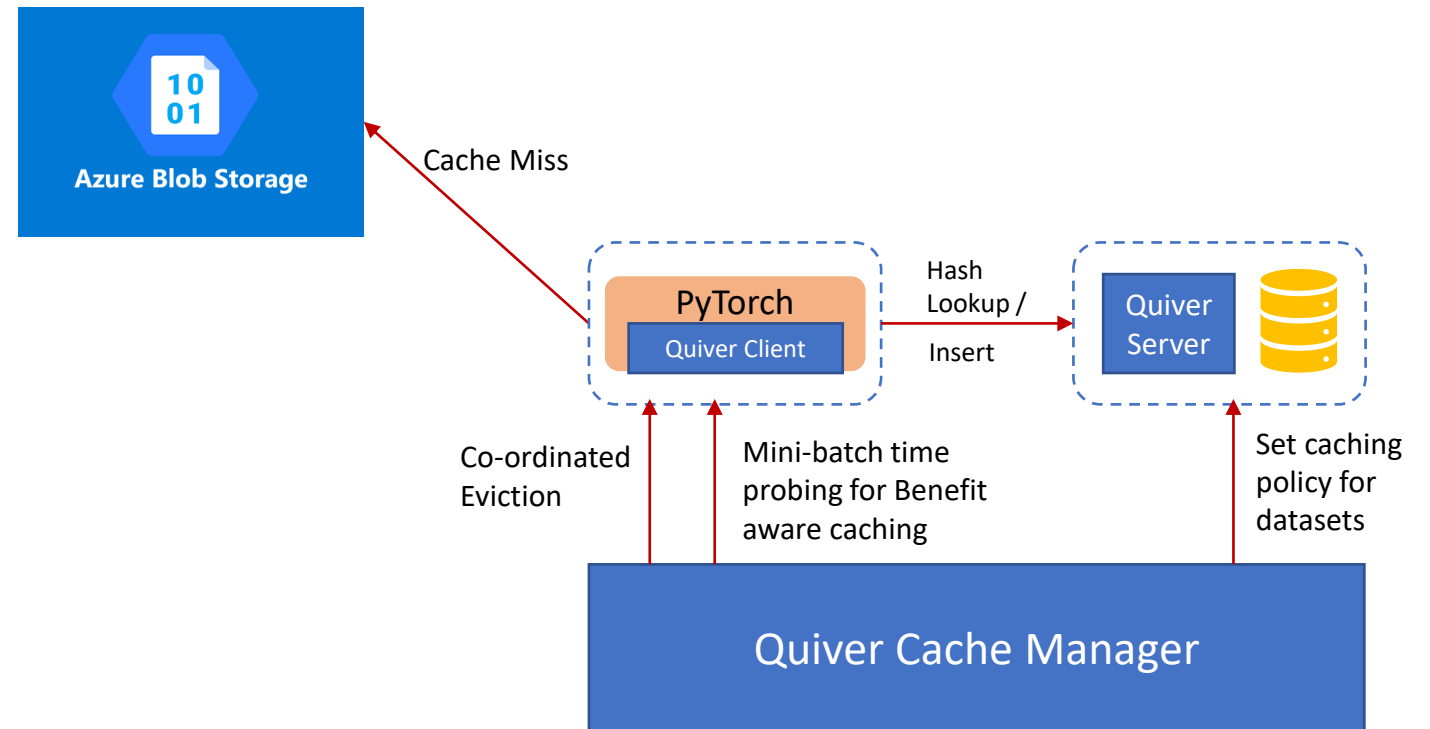 10
01
Azure Blob Storage
Cache Miss
PyTorch
Quiver Client
Hash
Lookup /
Insert
Quiver
Server
Co-ordinated
Eviction
Mini-batch time
probing for Benefit
aware caching
Set caching
policy for
datasets
Quiver Cache Manager